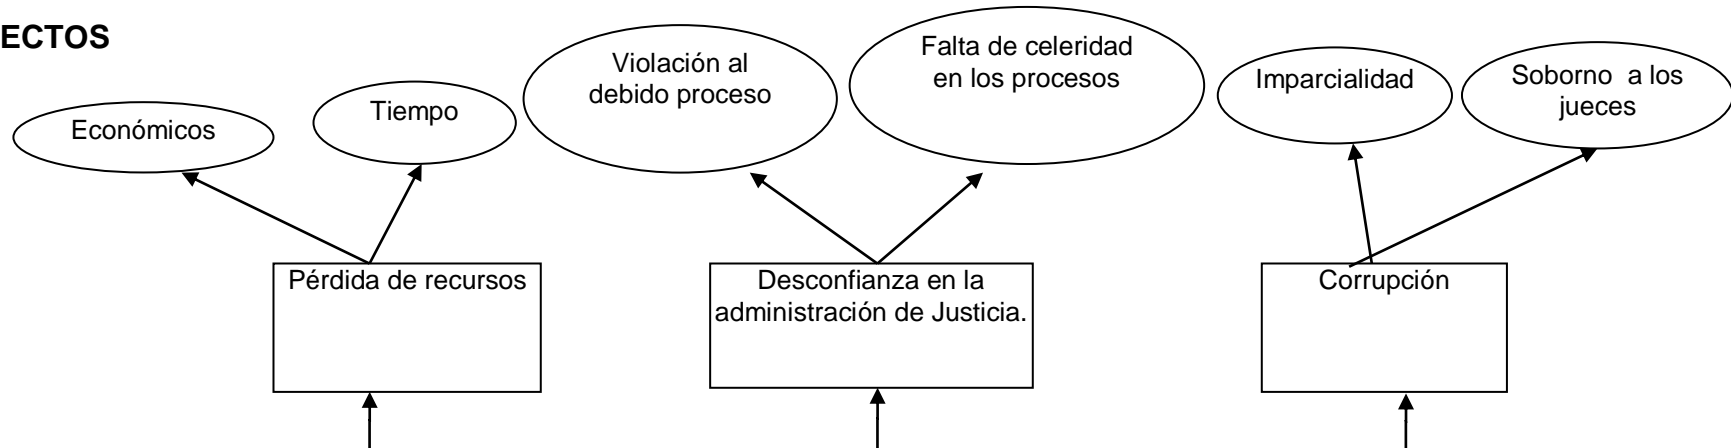 ECTOS
Económicos
Tiempo
Violación al
debido proceso
Falta de celeridad
en los procesos
Imparcialidad
Soborno a los
jueces
Pérdida de recursos
Desconfianza en la
administración de Justicia.
Corrupción